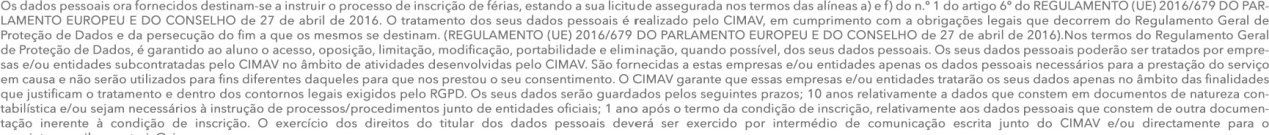 Os dados pessoais ora fornecidos destinam-se a instruir o processo de inscrição de férias, estando a sua licitude assegurada nos termos das alíneas a) e f) do n.º 1 do artigo 6º do REGULAMENTO (UE) 2016/679 DO PAR-
LAMENTO EUROPEU E DO CONSELHO de 27 de abril de 2016. O tratamento dos seus dados pessoais é realizado pelo CIMAV, em cumprimento com a obrigações legais que decorrem do Regulamento Geral de
Proteção de Dados e da persecução do fim a que os mesmos se destinam. (REGULAMENTO (UE) 2016/679 DO PARLAMENTO EUROPEU E DO CONSELHO de 27 de abril de 2016).Nos termos do Regulamento Geral
de Proteção de Dados, é garantido ao aluno o acesso, oposição, limitação, modificação, portabilidade e eliminação, quando possível, dos seus dados pessoais. Os seus dados pessoais poderão ser tratados por empre-
sas e/ou entidades subcontratadas pelo CIMAV no âmbito de atividades desenvolvidas pelo CIMAV. São fornecidas a estas empresas e/ou entidades apenas os dados pessoais necessários para a prestação do serviço
em causa e não serão utilizados para fins diferentes daqueles para que nos prestou o seu consentimento. O CIMAV garante que essas empresas e/ou entidades tratarão os seus dados apenas no âmbito das finalidades
que justificam o tratamento e dentro dos contornos legais exigidos pelo RGPD. Os seus dados serão guardados pelos seguintes prazos; 10 anos relativamente a dados que constem em documentos de natureza con-
tabilística e/ou sejam necessários à instrução de processos/procedimentos junto de entidades oficiais; 1 ano após o termo da condição de inscrição, relativamente aos dados pessoais que constem de outra documen-
tação inerente à condição de inscrição. O exercício dos direitos do titular dos dados pessoais deverá ser exercido por intermédio de comunicação escrita junto do CIMAV e/ou directamente para o